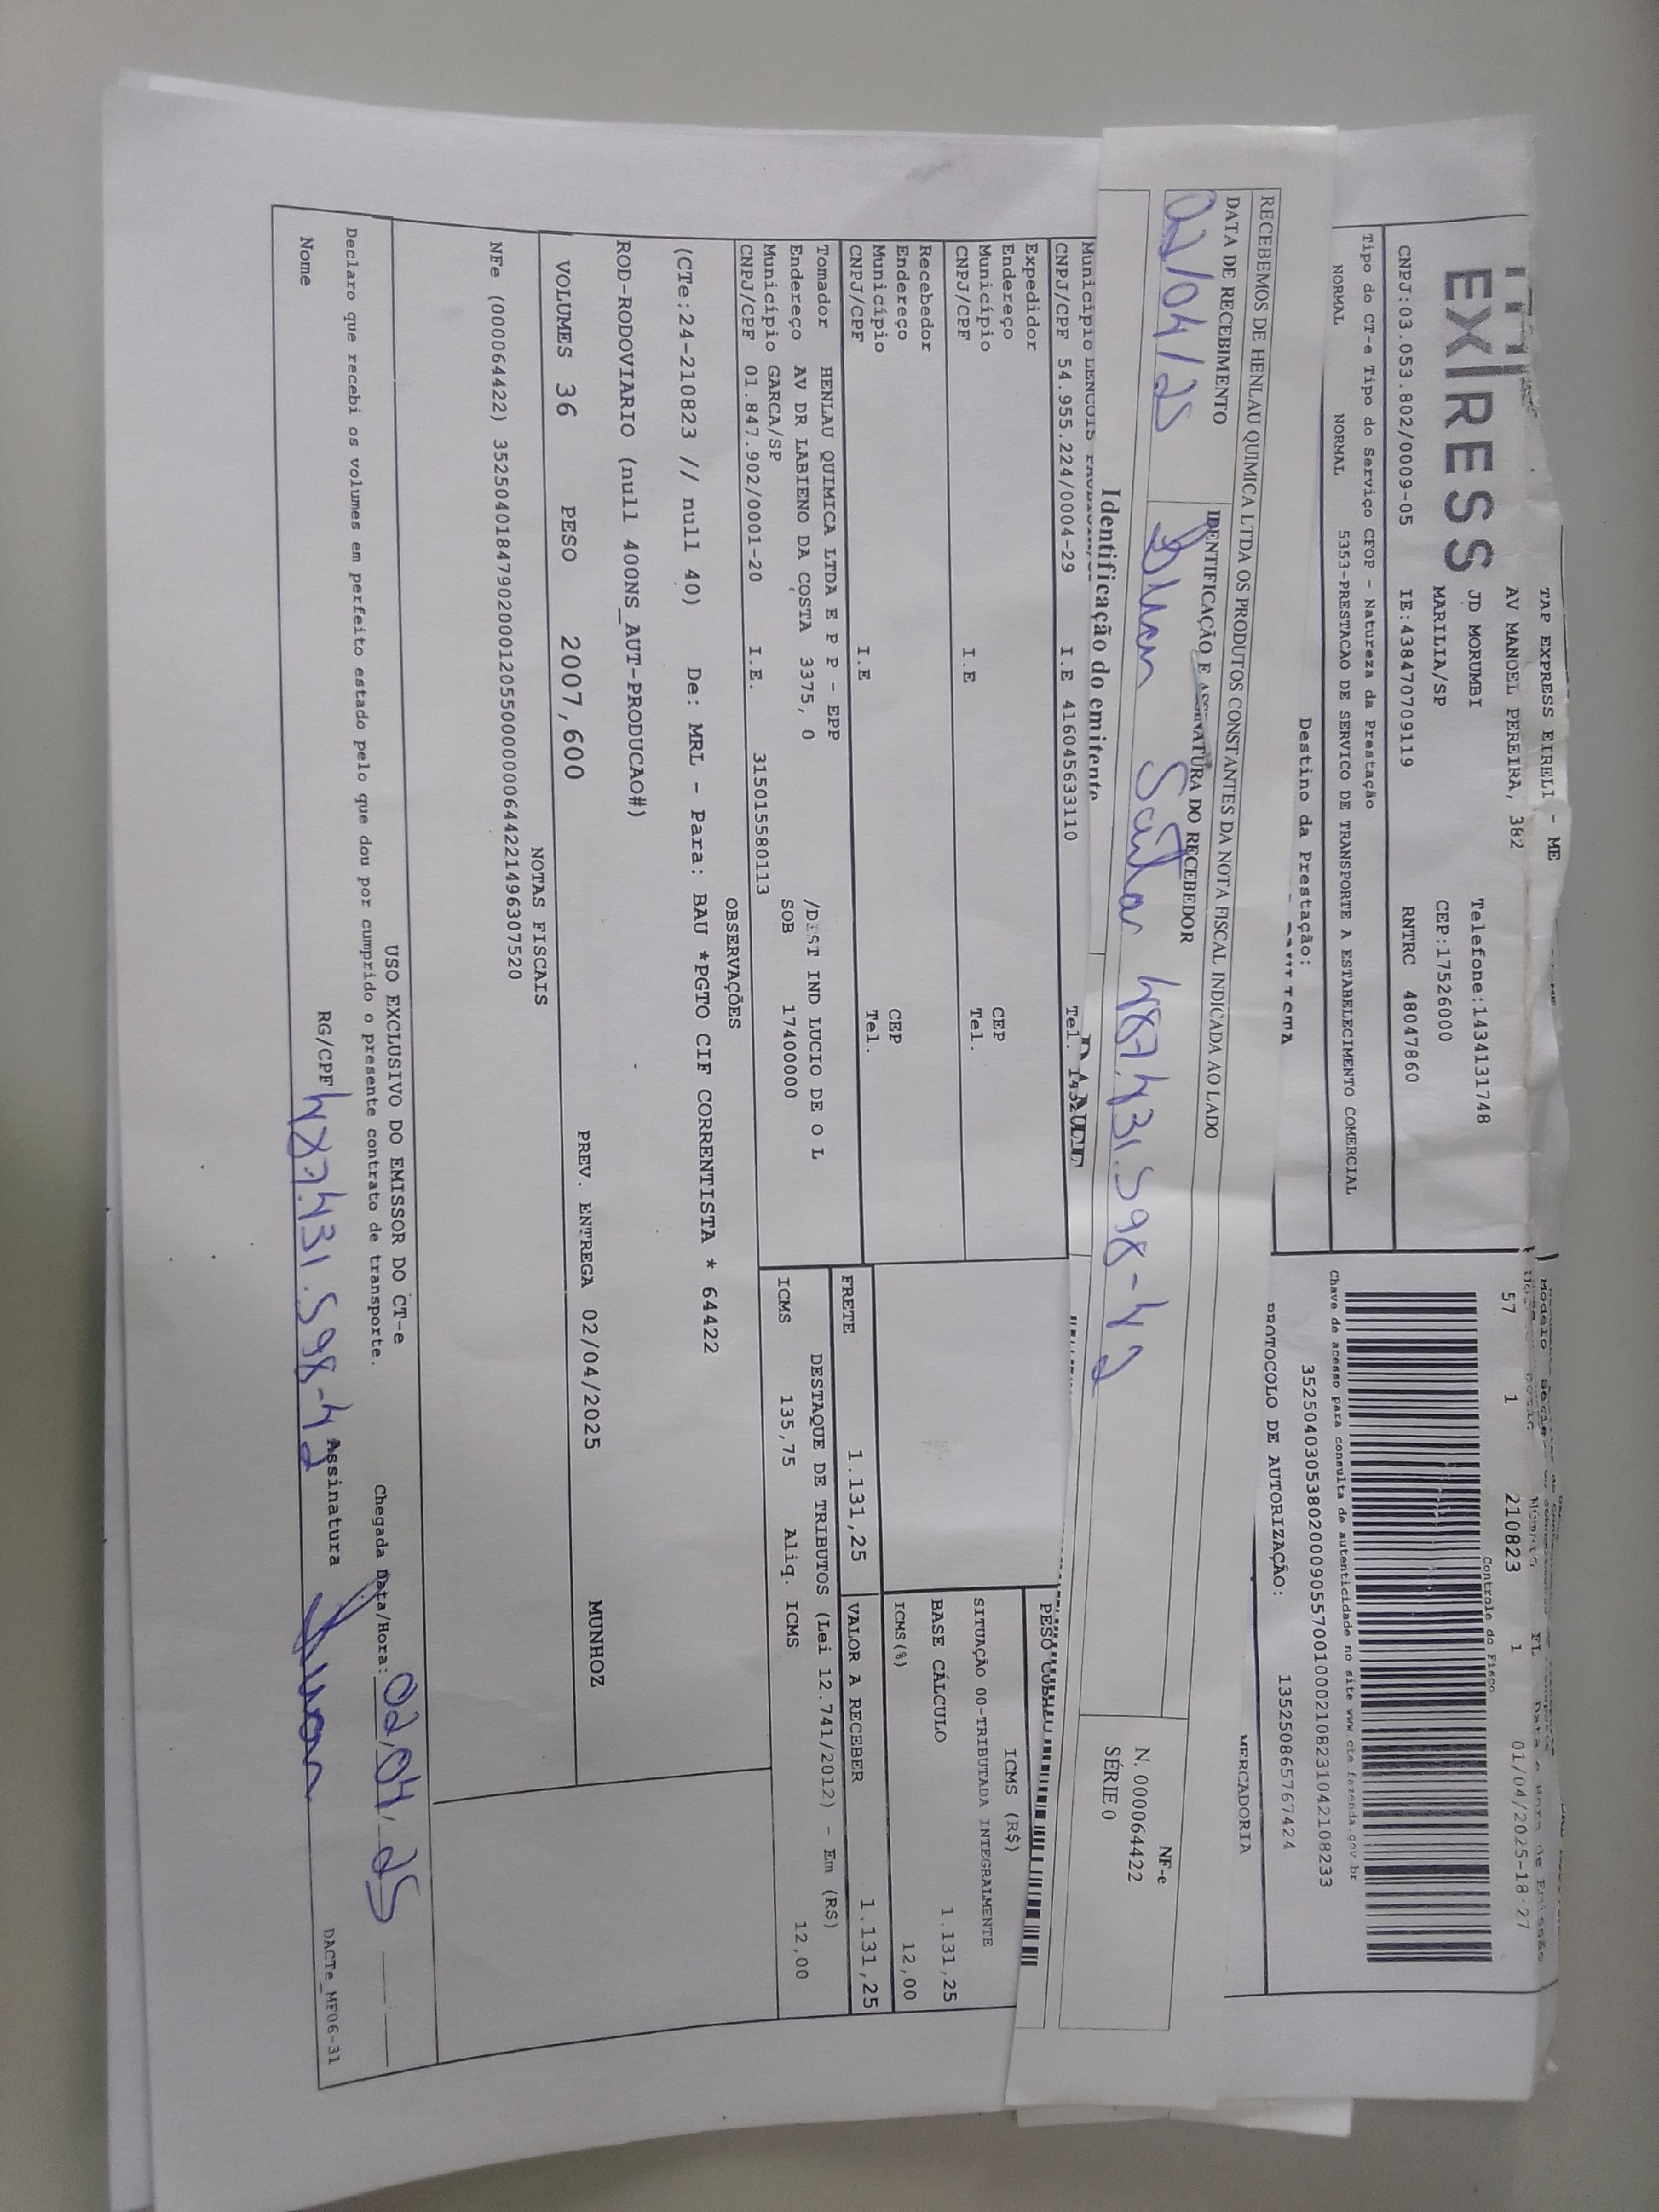 TAP EXPRESS EIRELI - ME
AV MANOEL PEREIRA, 382
EXPRESS JD MORUMBI Telefone:1434131748
MARILIA/SP CEP:17526000
CNPJ:03.053.802/0009-05 IE:438470709119 RNTRC 48047860
57 1 210823 1 01/04/2025-18:27
Controle do Fisco
Tipo do CT-e Tipo do Serviço CFOP - Natureza da Prestação
NORMAL NORMAL 5353-PRESTACAO DE SERVICO DE TRANSPORTE A ESTABELECIMENTO COMERCIAL
Chave de acesso para consulta de autenticidade no site www.cte.fazenda.gov.br
35250403053802000905570010002108231042108233
Destino da Prestação:
PROTOCOLO DE AUTORIZAÇÃO: 135250865767424
MERCADORIA
RECEBEMOS DE HENLAU QUIMICA LTDA OS PRODUTOS CONSTANTES DA NOTA FISCAL INDICADA AO LADO
DATA DE RECEBIMENTO IDENTIFICAÇÃO E ASSINATURA DO RECEBEDOR
NF-e
N. 000064422
SÉRIE 0
02/04/25 487.431.598-42
Identificação do emitente
Município
CNPJ/CPF 54.955.224/0004-29 I.E 416045633110 Tel.
PESO
Expedidor
Endereço
Município CEP
CNPJ/CPF I.E Tel.
ICMS (R$)
SITUAÇÃO 00-TRIBUTADA INTEGRALMENTE
BASE CÁLCULO 1.131,25
ICMS(%) 12,00
Recebedor
Endereço
Município CEP
CNPJ/CPF I.E Tel.
FRETE 1.131,25 VALOR A RECEBER 1.131,25
Tomador HENLAU QUIMICA LTDA E P P - EPP
Endereço AV DR LABIENO DA COSTA 3375, 0 /DIST IND LUCIO DE O L
Município GARCA/SP SOB 17400000
CNPJ/CPF 01.847.902/0001-20 I.E. 315015580113
DESTAQUE DE TRIBUTOS (Lei 12.741/2012) - Em (R$)
ICMS 135,75 Aliq. ICMS 12,00
OBSERVAÇÕES
(CTe:24-210823 // null 40) De: MRL - Para: BAU *PGTO CIF CORRENTISTA * 64422
ROD-RODOVIARIO (null 400NS_AUT-PRODUCAO#)
VOLUMES 36 PESO 2007,600 PREV. ENTREGA 02/04/2025 MUNHOZ
NOTAS FISCAIS
NFe (000064422) 35250401847902000120550000000644221496307520
USO EXCLUSIVO DO EMISSOR DO CT-e
Declaro que recebi os volumes em perfeito estado pelo que dou por cumprido o presente contrato de transporte.
Chegada Data/Hora: 02/04/25
Nome RG/CPF 487.431.598-42 Assinatura
DACTe_MF06-31